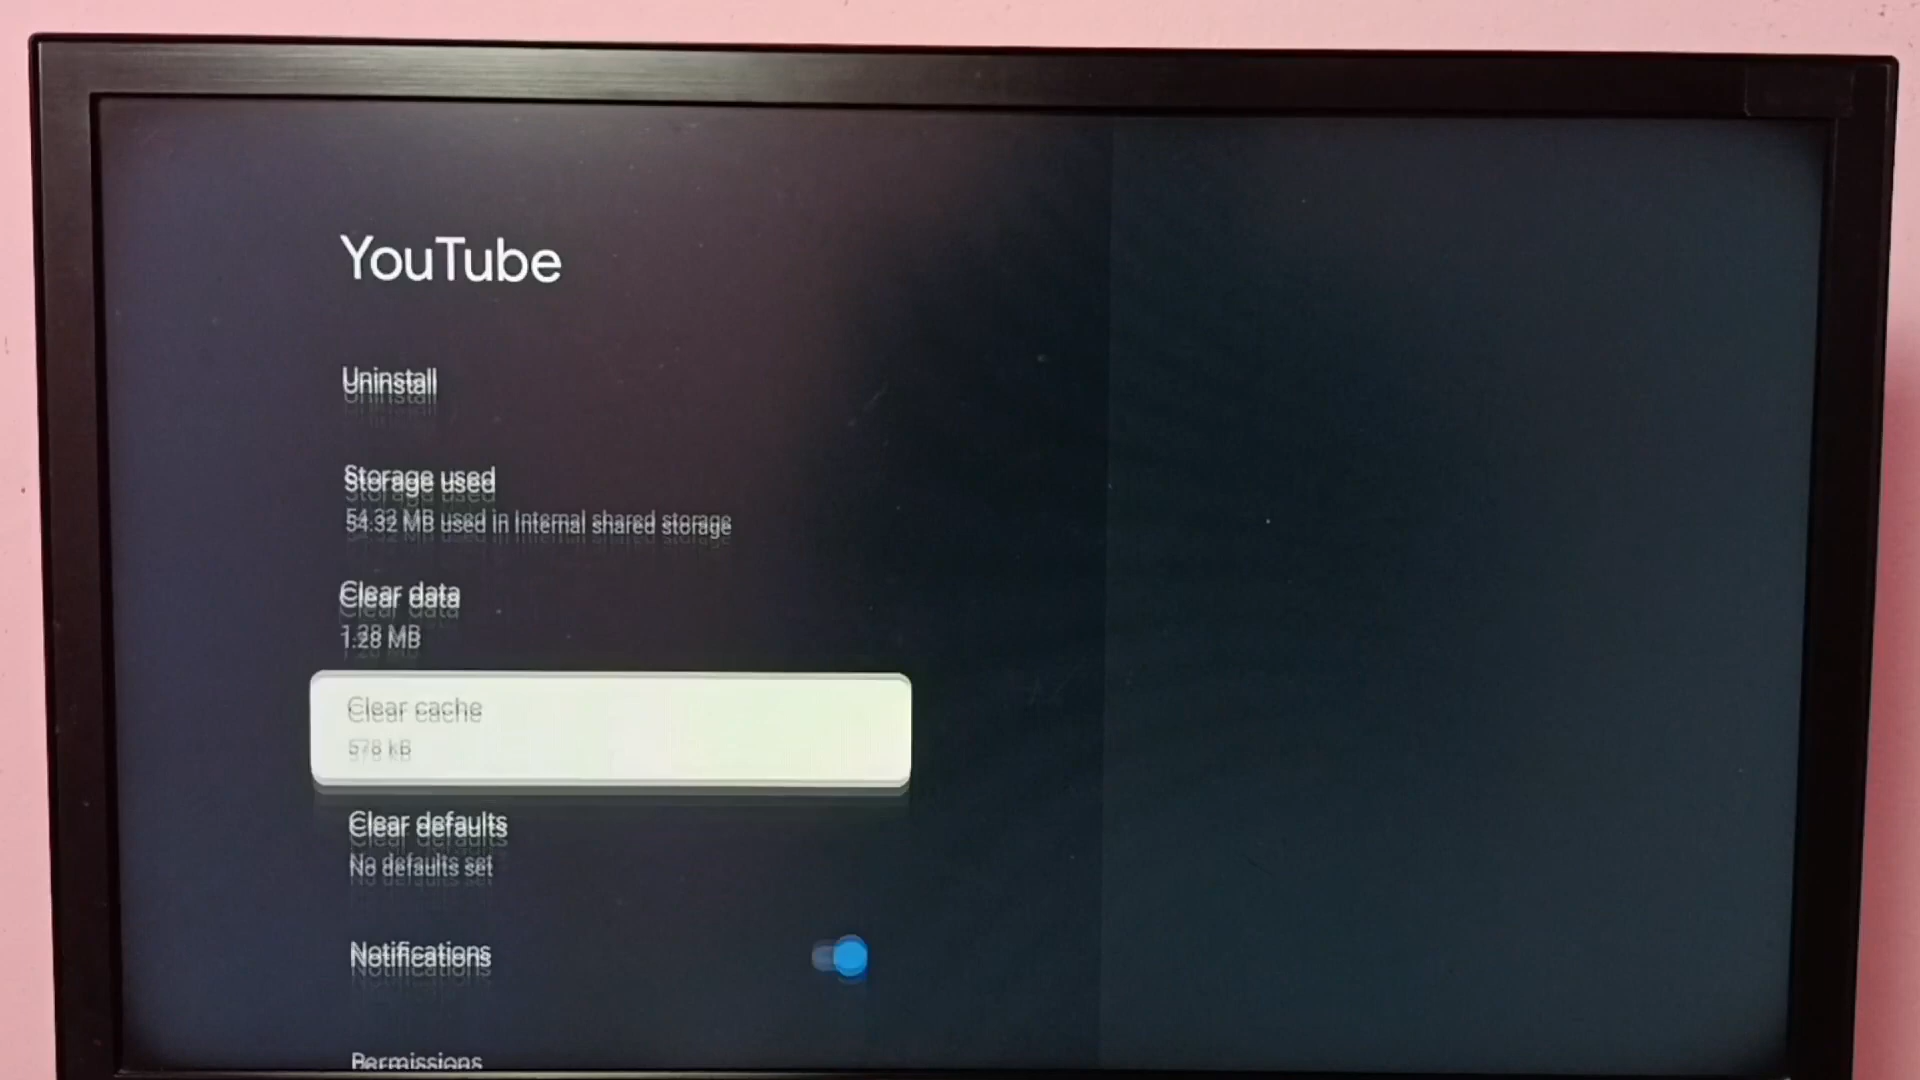 YouTube
Uninstall
Storage used
54.32 MB used in Internal shared storage
Clear data
1.28 MB
Clear cache
578 kB
Clear defaults
No defaults set
Notifications
Permissions